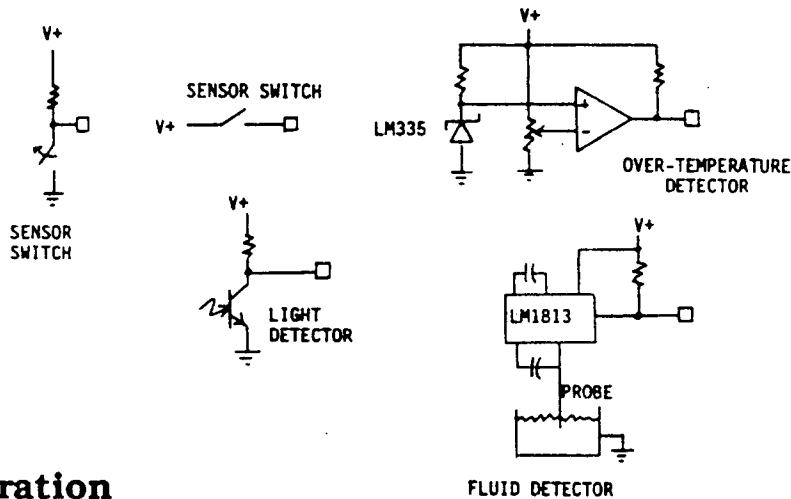 V+
SENSOR
SWITCH
SENSOR SWITCH
V+
V+
LM335
+
-
OVER-TEMPERATURE
DETECTOR
V+
LIGHT
DETECTOR
V+
LM1813
PROBE
FLUID DETECTOR
ration